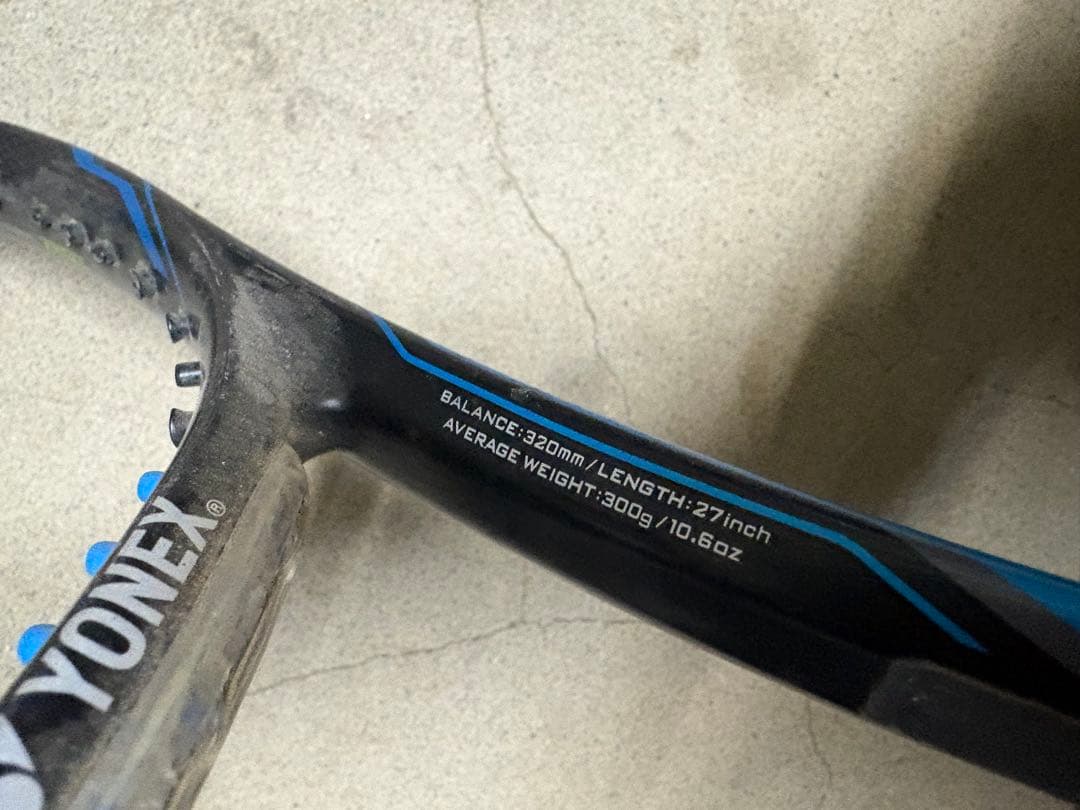 BALANCE:320mm/LENGTH:27inch
AVERAGE WEIGHT:300g/10.6oz
YONEX®